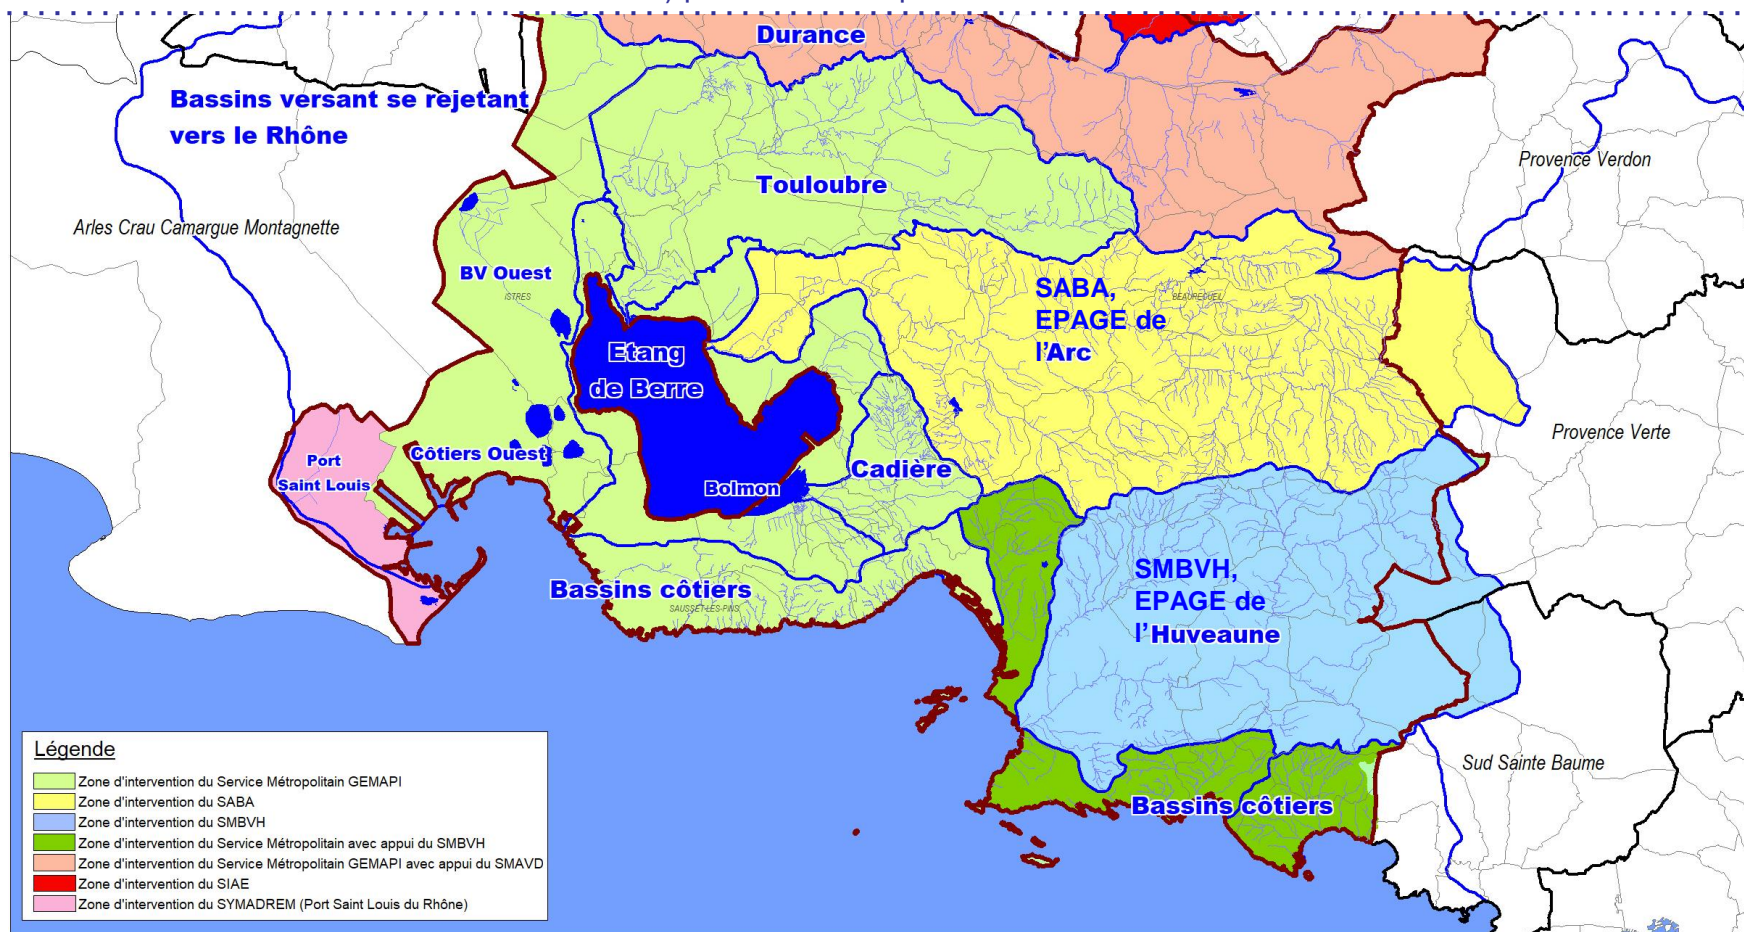 Durance
Bassins versant se rejetant
vers le Rhône
Provence Verdon
Touloubre
Arles Crau Camargue Montagnette
BV Ouest
ISTRES
SABA,
EPAGE de
l'Arc
BEAURECUEIL
Etang
de Berre
Provence Verte
Côtiers Ouest
Port
Saint Louis
Cadière
Bolmon
SMBVH,
EPAGE de
l'Huveaune
Bassins côtiers
SAUSSET-LES-PINS
Sud Sainte Baume
Bassins côtiers
Légende
Zone d'intervention du Service Métropolitain GEMAPI
Zone d'intervention du SABA
Zone d'intervention du SMBVH
Zone d'intervention du Service Métropolitain avec appui du SMBVH
Zone d'intervention du Service Métropolitain GEMAPI avec appui du SMAVD
Zone d'intervention du SIAE
Zone d'intervention du SYMADREM (Port Saint Louis du Rhône)